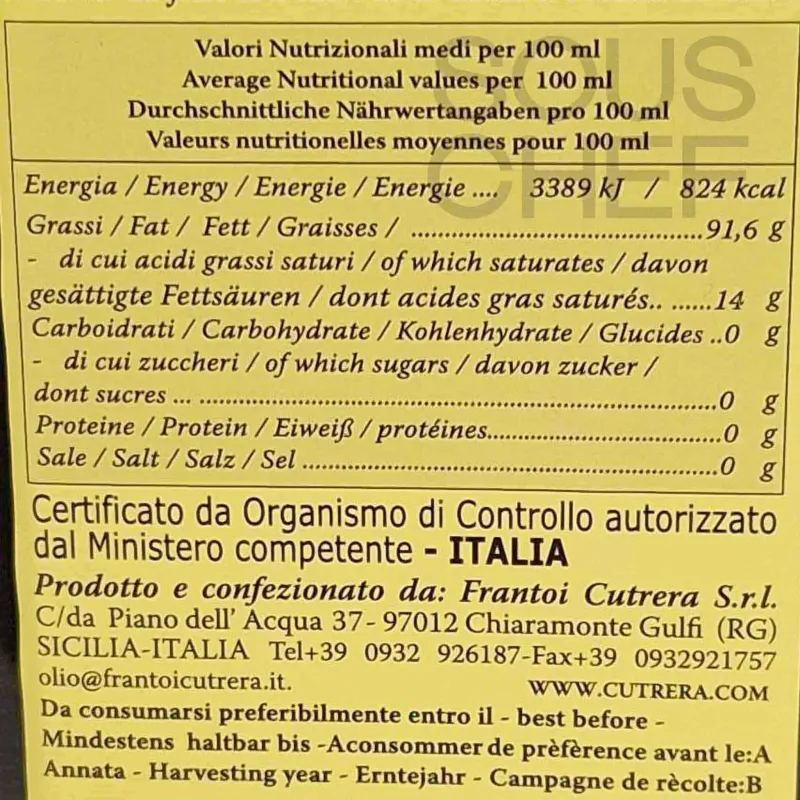 Valori Nutrizionali medi per 100 ml
Average Nutritional values per 100 ml
Durchschnittliche Nährwertangaben pro 100 ml
Valeurs nutritionelles moyennes pour 100 ml
SOUS
CHEF
Energia / Energy / Energie / Energie .... 3389 kJ / 824 kcal
Grassi / Fat / Fett / Graisses / ................................................91,6 g
- di cui acidi grassi saturi / of which saturates / davon
gesättigte Fettsäuren / dont acides gras saturés.. ......14 g
Carboidrati / Carbohydrate / Kohlenhydrate / Glucides ..0 g
- di cui zuccheri / of which sugars / davon zucker /
dont sucres ... ....................................................................................0 g
Proteine / Protein / Eiweiß / protéines.......................................0 g
Sale / Salt / Salz / Sel .....................................................................0 g
Certificato da Organismo di Controllo autorizzato
dal Ministero competente - ITALIA
Prodotto e confezionato da: Frantoi Cutrera S.r.l.
C/da Piano dell' Acqua 37- 97012 Chiaramonte Gulfi (RG)
SICILIA-ITALIA Tel+39 0932 926187-Fax+39 0932921757
olio@frantoicutrera.it. WWW.CUTRERA.COM
Da consumarsi preferibilmente entro il - best before -
Mindestens haltbar bis -Aconsommer de prèfèrence avant le:A
Annata - Harvesting year - Erntejahr - Campagne de rècolte:B